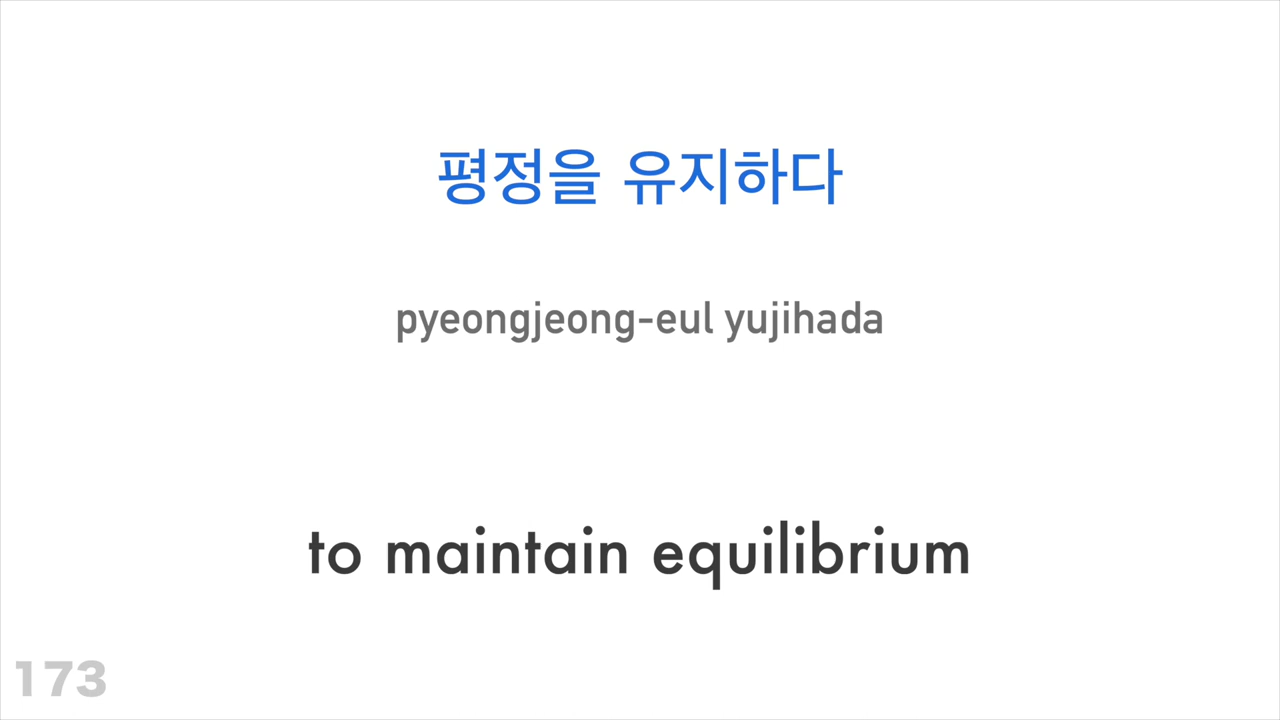 평정을 유지하다
pyeongjeong-eul yujihada
to maintain equilibrium
173